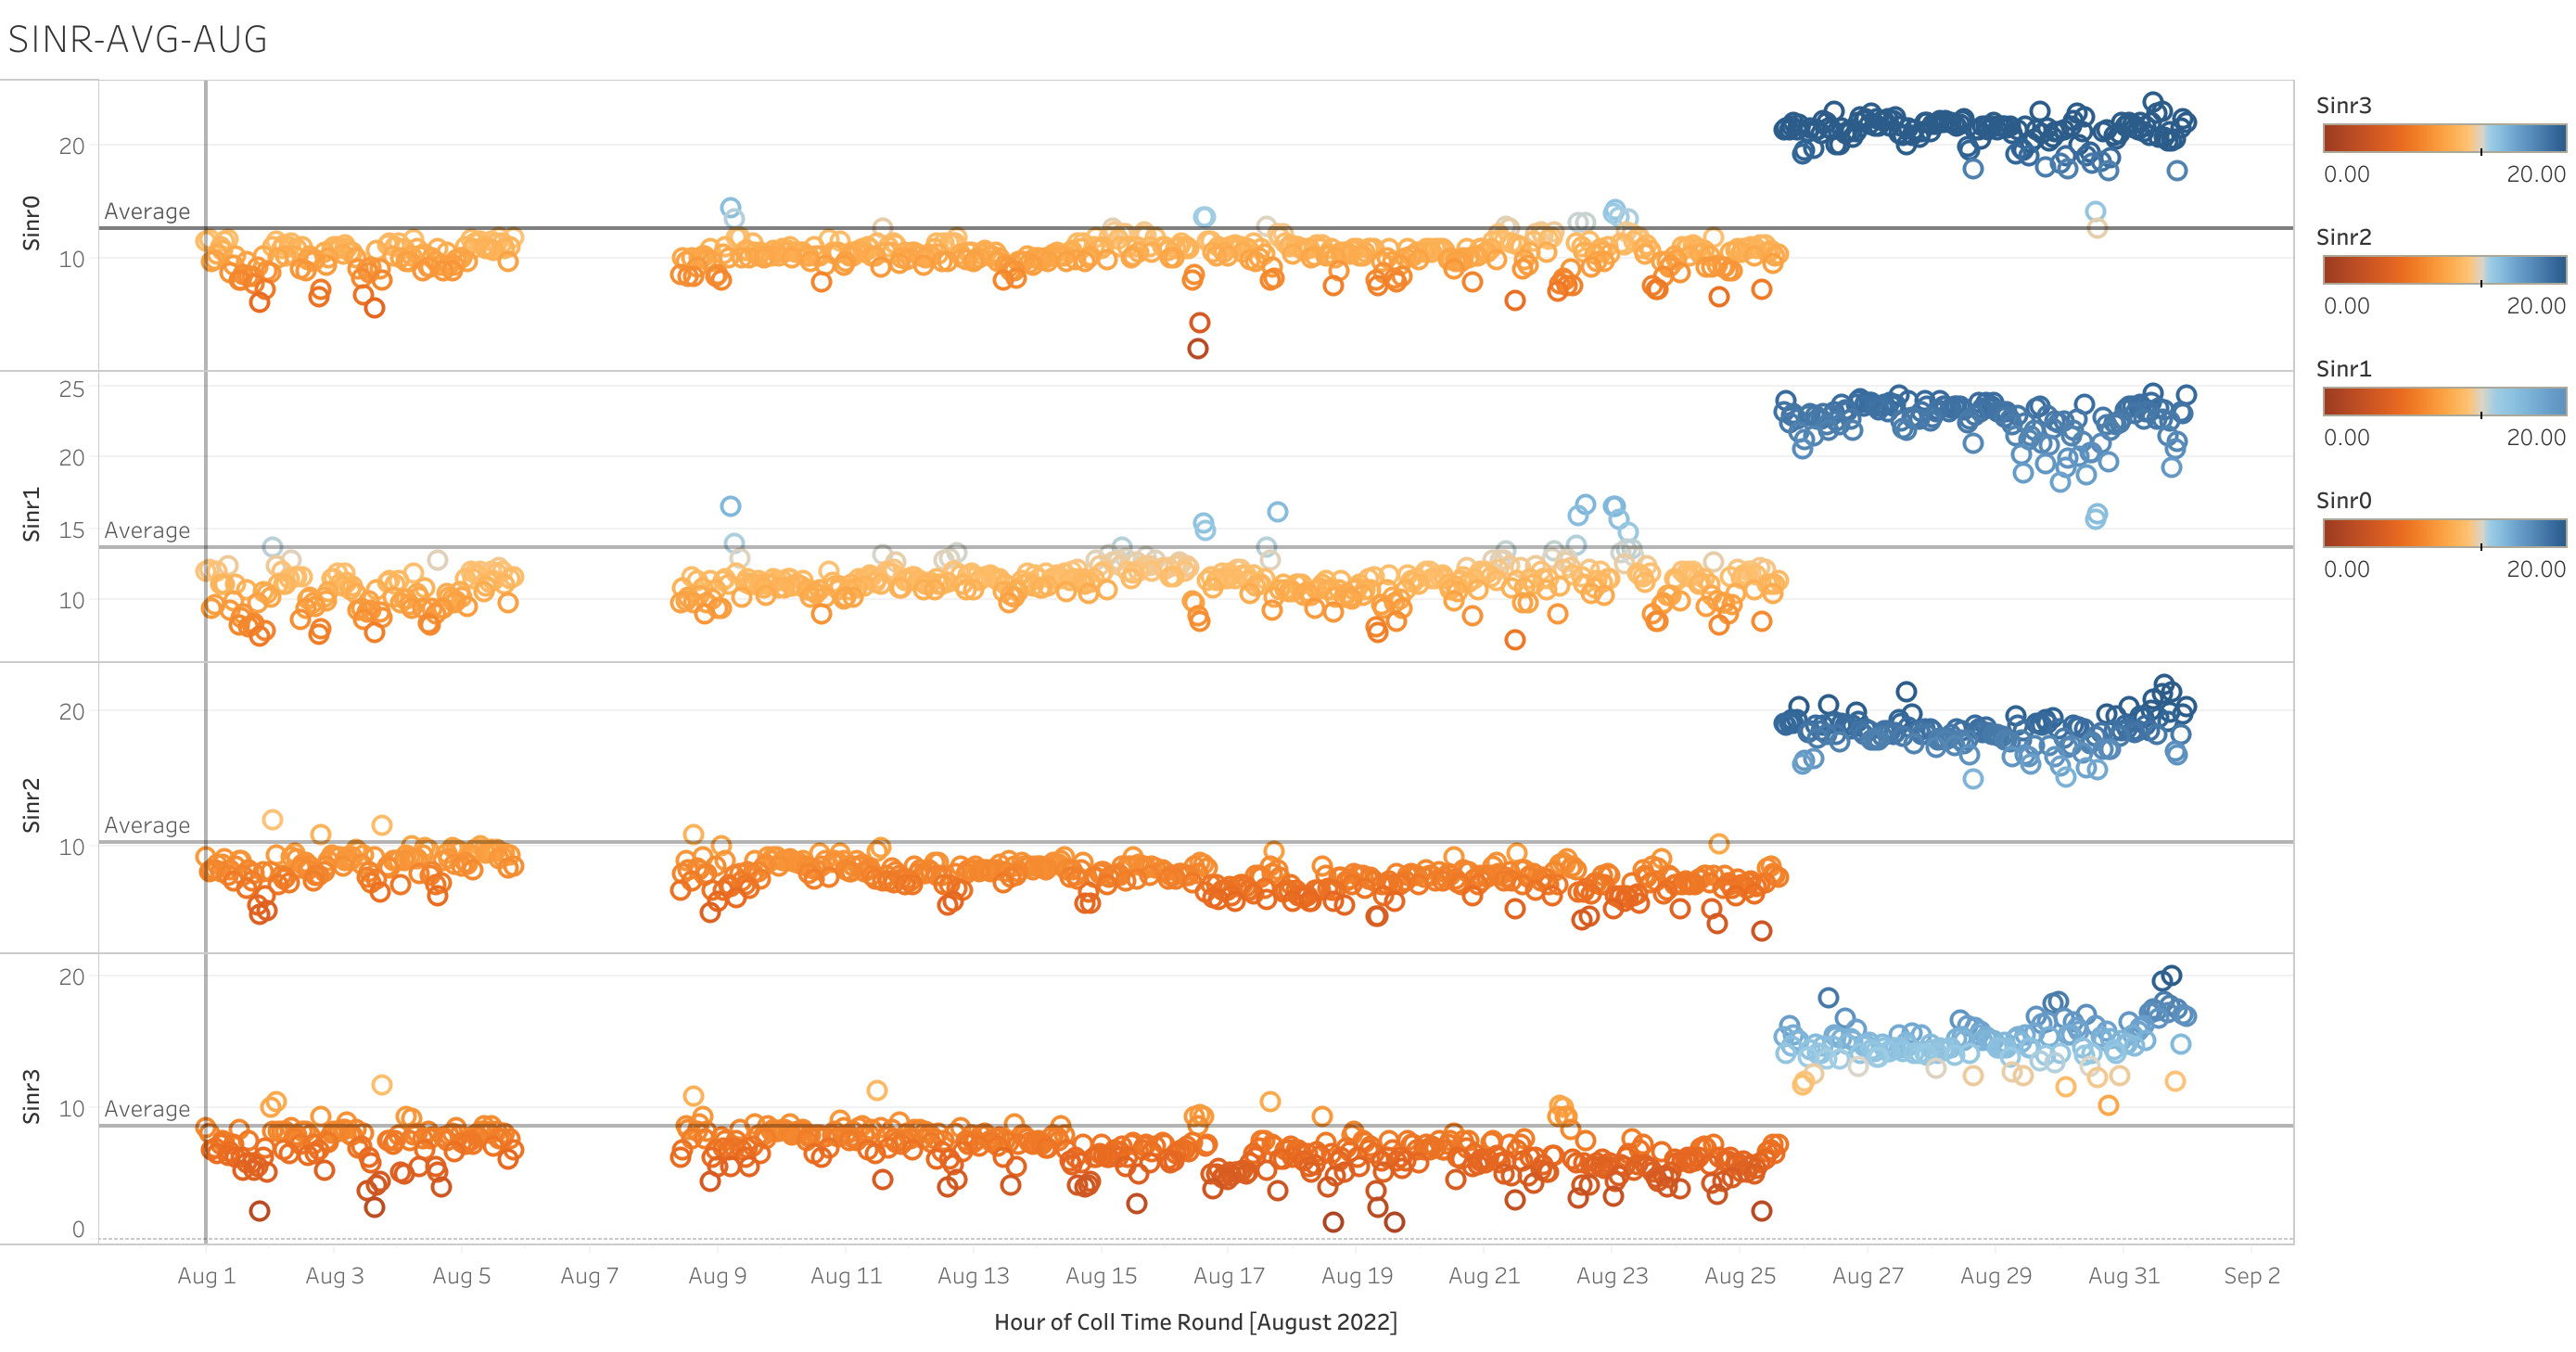 SINR-AVG-AUG
Sinr0
20
10
Average
Sinr1
25
20
15
10
Average
Sinr2
20
10
Average
Sinr3
20
10
0
Average
Aug 1 Aug 3 Aug 5 Aug 7 Aug 9 Aug 11 Aug 13 Aug 15 Aug 17 Aug 19 Aug 21 Aug 23 Aug 25 Aug 27 Aug 29 Aug 31 Sep 2
Hour of Coll Time Round [August 2022]
Sinr3
0.00 20.00
Sinr2
0.00 20.00
Sinr1
0.00 20.00
Sinr0
0.00 20.00